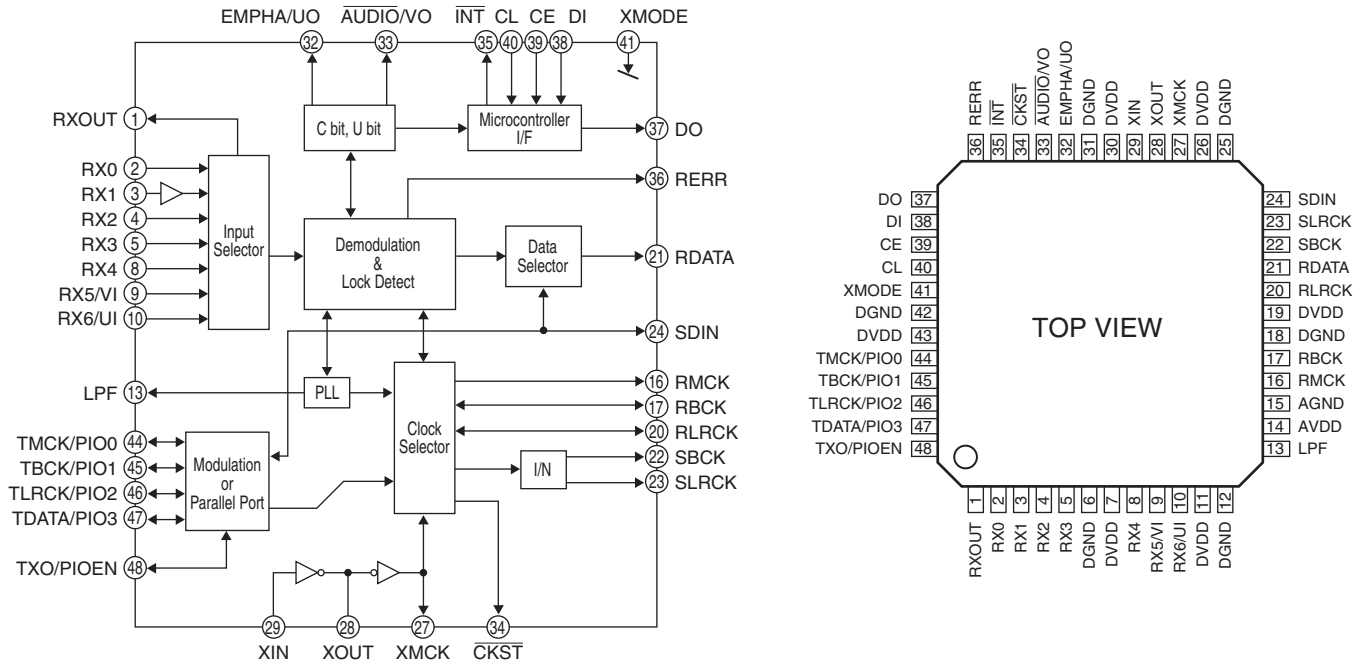 EMPHA/UO AUDIO/VO INT CL CE DI XMODE
32 33 35 40 39 38 41
RXOUT 1
C bit, U bit
Microcontroller
I/F
37 DO
RX0 2
36 RERR
RX1 3
RX2 4
RX3 5
RX4 8
RX5/VI 9
RX6/UI 10
Input
Selector
Demodulation
&
Lock Detect
Data
Selector
21 RDATA
24 SDIN
LPF 13
PLL
Clock
Selector
16 RMCK
17 RBCK
20 RLRCK
I/N
22 SBCK
23 SLRCK
TMCK/PIO0 44
TBCK/PIO1 45
TLRCK/PIO2 46
TDATA/PIO3 47
Modulation
or
Parallel Port
TXO/PIOEN 48
29 28 27 34
XIN XOUT XMCK CKST
RERR
INT
CKST
AUDIO/VO
EMPHA/UO
DGND
DVDD
XIN
XOUT
XMCK
DVDD
DGND
36 35 34 33 32 31 30 29 28 27 26 25
DO 37
DI 38
CE 39
CL 40
XMODE 41
DGND 42
DVDD 43
TMCK/PIO0 44
TBCK/PIO1 45
TLRCK/PIO2 46
TDATA/PIO3 47
TXO/PIOEN 48
TOP VIEW
24 SDIN
23 SLRCK
22 SBCK
21 RDATA
20 RLRCK
19 DVDD
18 DGND
17 RBCK
16 RMCK
15 AGND
14 AVDD
13 LPF
1 2 3 4 5 6 7 8 9 10 11 12
RXOUT
RX0
RX1
RX2
RX3
DGND
DVDD
RX4
RX5/VI
RX6/UI
DVDD
DGND